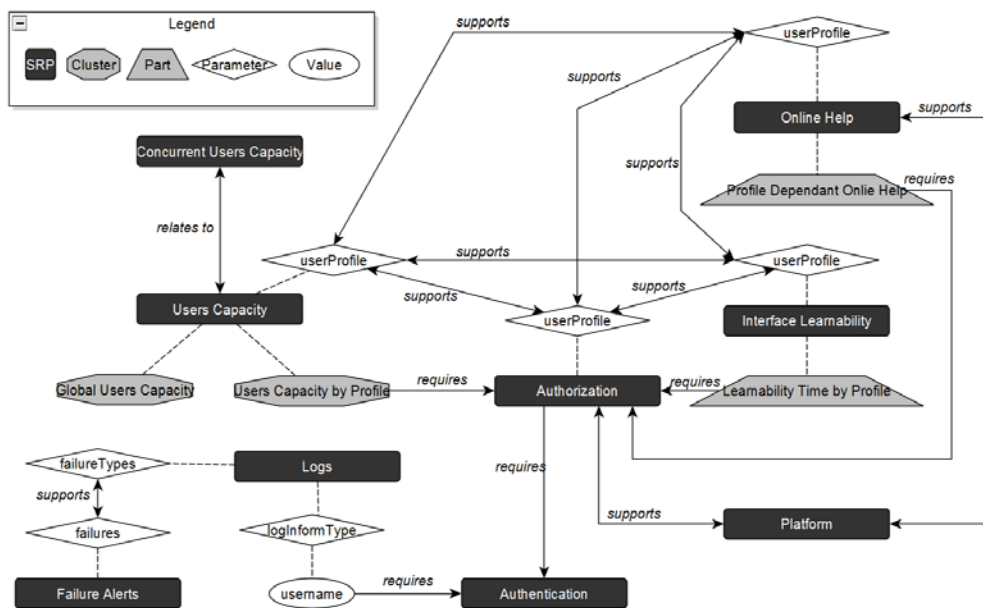 Legend
SRP
Cluster
Part
Parameter
Value
supports
userProfile
supports
Online Help
supports
supports
Concurrent Users Capacity
Profile Dependant Onlie Help
requires
relates to
userProfile
supports
userProfile
supports
supports
Users Capacity
userProfile
Interface Learnability
Global Users Capacity
Users Capacity by Profile
requires
Authorization
requires
Learnability Time by Profile
failureTypes
Logs
requires
supports
failures
logInformType
supports
Platform
Failure Alerts
username
requires
Authentication